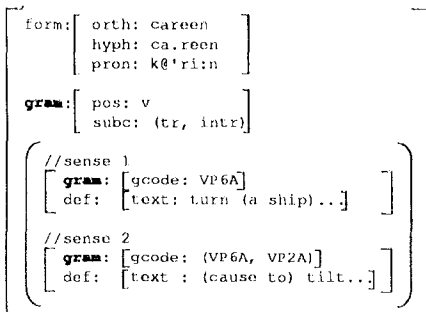 form: orth: careen
hyph: ca.reen
pron: k@'ri:n
gram: pos: v
subc: (tr, intr)
//sense 1
gram: [gcode: VP6A]
def: [text: turn (a ship)...]
//sense 2
gram: [gcode: (VP6A, VP2A)]
def: [text : (cause to) tilt...]